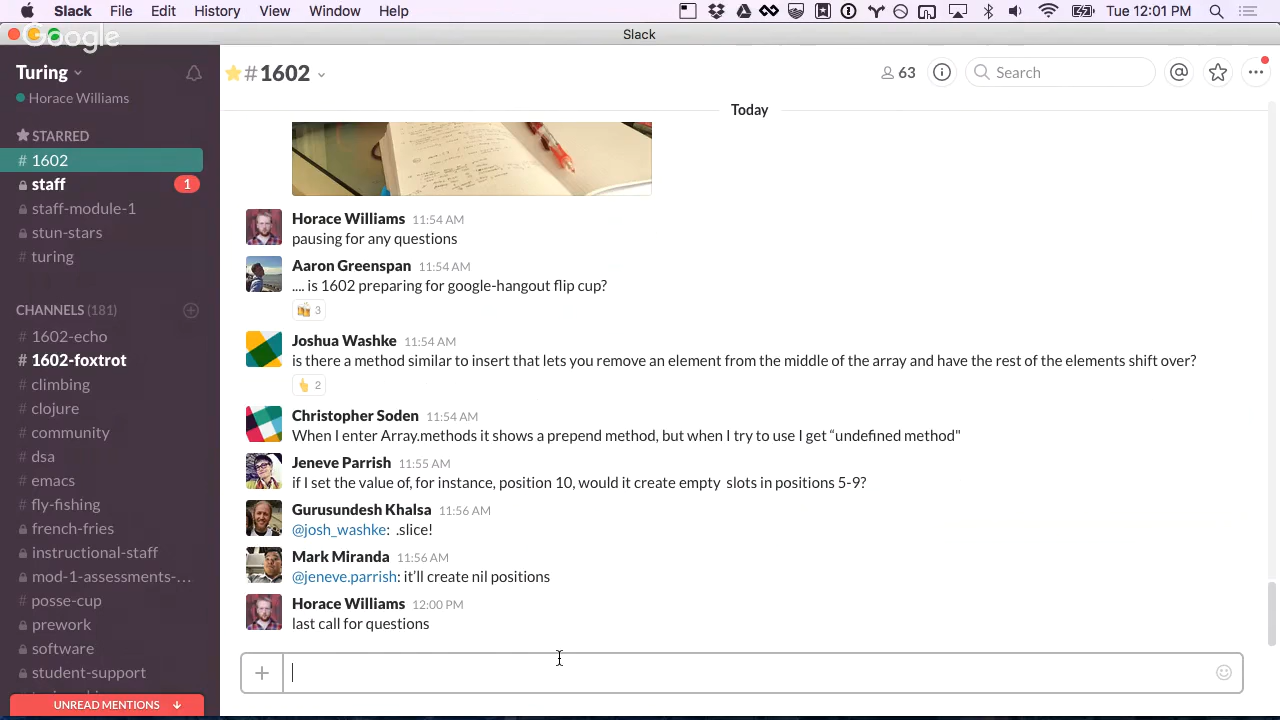 Slack File Edit History View Window Help Tue 12:01 PM
Google
Slack
Turing
Horace Williams
#1602
63
Search
STARRED
# 1602
staff 1
staff-module-1
stun-stars
# turing
CHANNELS (181)
# 1602-echo
# 1602-foxtrot
# climbing
# clojure
# community
# dsa
# emacs
# fly-fishing
# french-fries
instructional-staff
mod-1-assessments-...
# posse-cup
prework
software
student-support
UNREAD MENTIONS ↓
Today
Horace Williams 11:54 AM
pausing for any questions
Aaron Greenspan 11:54 AM
.... is 1602 preparing for google-hangout flip cup?
3
Joshua Washke 11:54 AM
is there a method similar to insert that lets you remove an element from the middle of the array and have the rest of the elements shift over?
2
Christopher Soden 11:54 AM
When I enter Array.methods it shows a prepend method, but when I try to use I get “undefined method"
Jeneve Parrish 11:55 AM
if I set the value of, for instance, position 10, would it create empty slots in positions 5-9?
Gurusundesh Khalsa 11:56 AM
@josh_washke: .slice!
Mark Miranda 11:56 AM
@jeneve.parrish: it’ll create nil positions
Horace Williams 12:00 PM
last call for questions